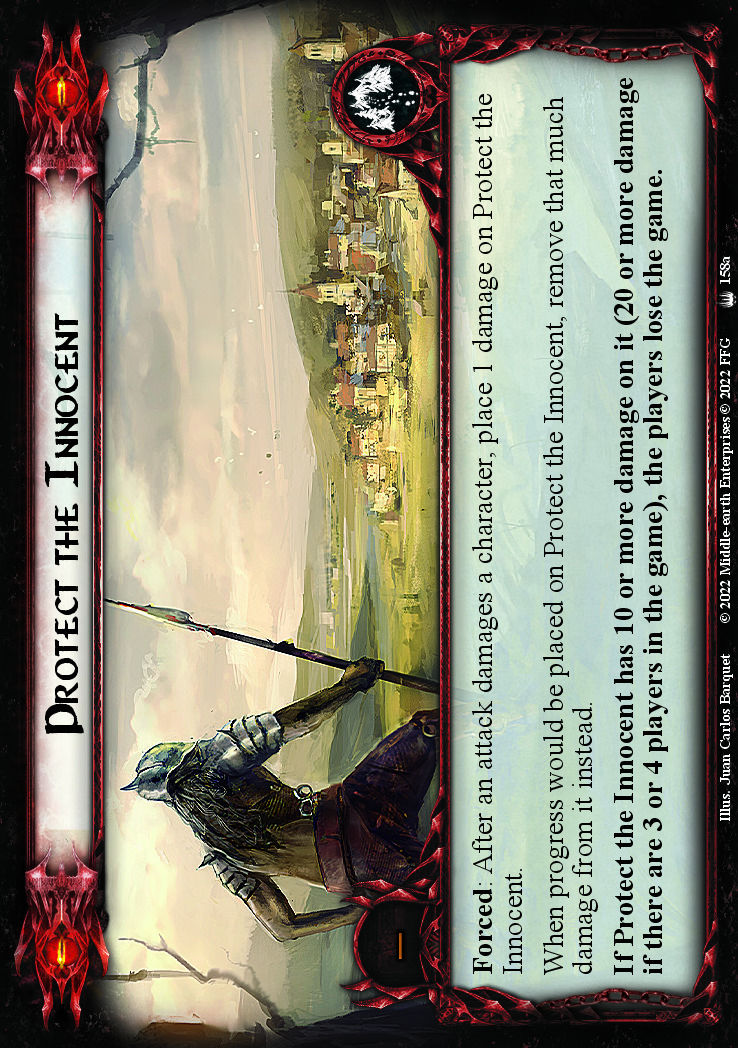 Protect the Innocent
Forced: After an attack damages a character, place 1 damage on Protect the
Innocent.
When progress would be placed on Protect the Innocent, remove that much
damage from it instead.
If Protect the Innocent has 10 or more damage on it (20 or more damage
if there are 3 or 4 players in the game), the players lose the game.
–
Illus. Juan Carlos Barquet © 2022 Middle-earth Enterprises © 2022 FFG 158a